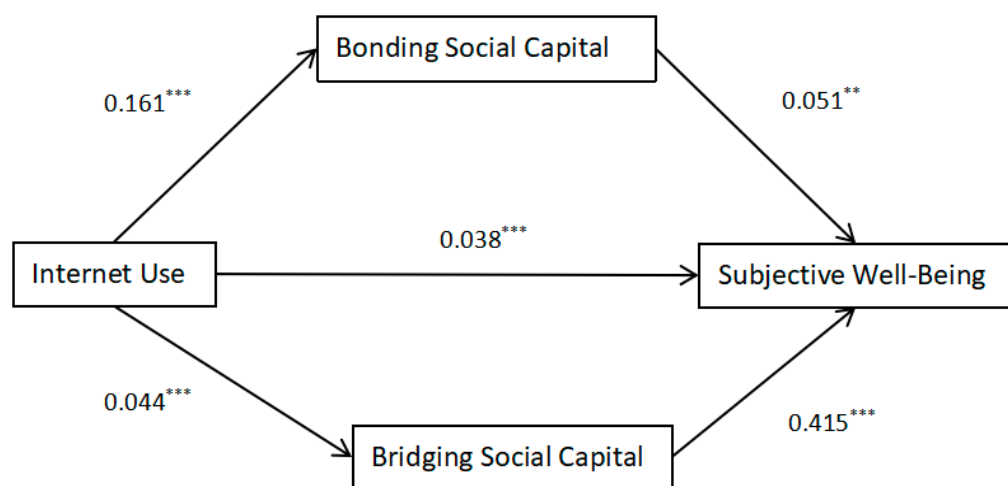 Bonding Social Capital
0.161***
0.051**
0.038***
Internet Use
Subjective Well-Being
0.044***
0.415***
Bridging Social Capital